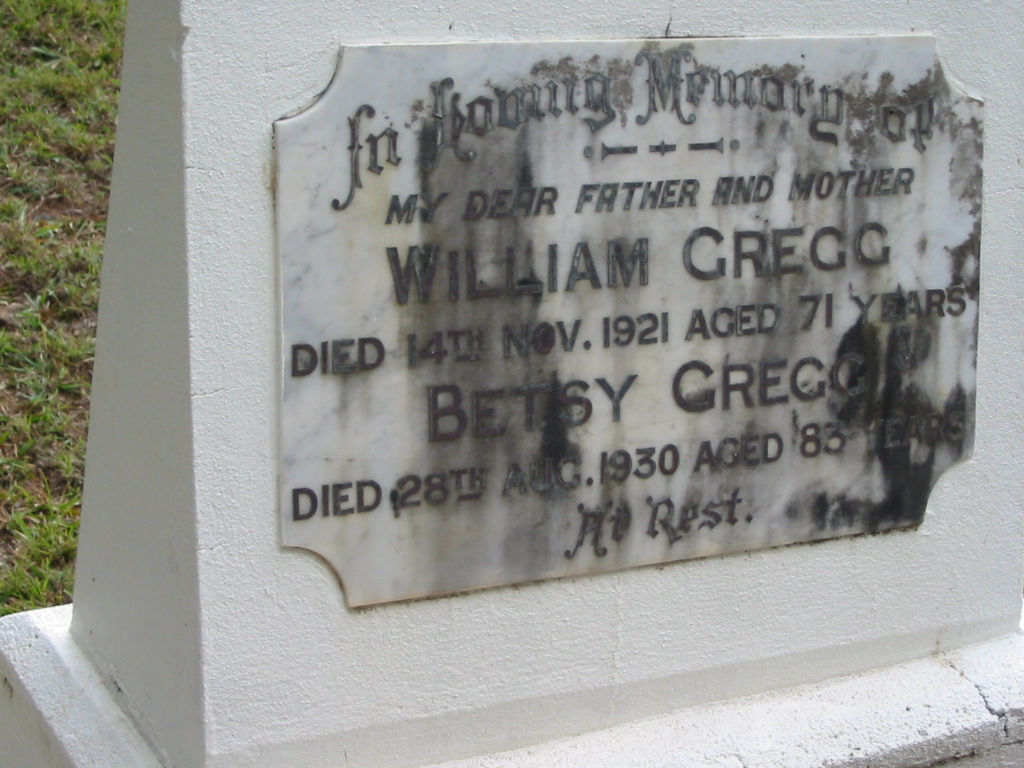 In Loving Memory of
MY DEAR FATHER AND MOTHER
WILLIAM GREGG
DIED 14TH NOV. 1921 AGED 71 YEARS
BETSY GREGG
DIED 28TH AUG. 1930 AGED 83 YEARS
At Rest.